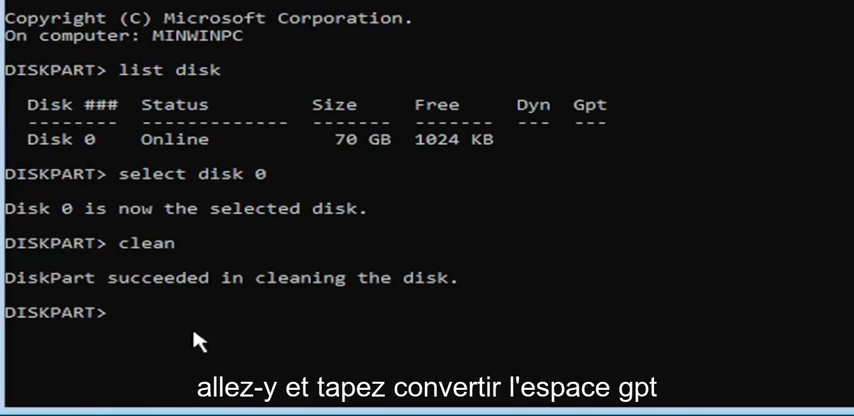 Copyright (C) Microsoft Corporation.
On computer: MINWINPC
DISKPART> list disk
Disk ### Status Size Free Dyn Gpt
-------- ------------- ------- ------- --- ---
Disk 0 Online 70 GB 1024 KB
DISKPART> select disk 0
Disk 0 is now the selected disk.
DISKPART> clean
DiskPart succeeded in cleaning the disk.
DISKPART>
allez-y et tapez convertir l'espace gpt